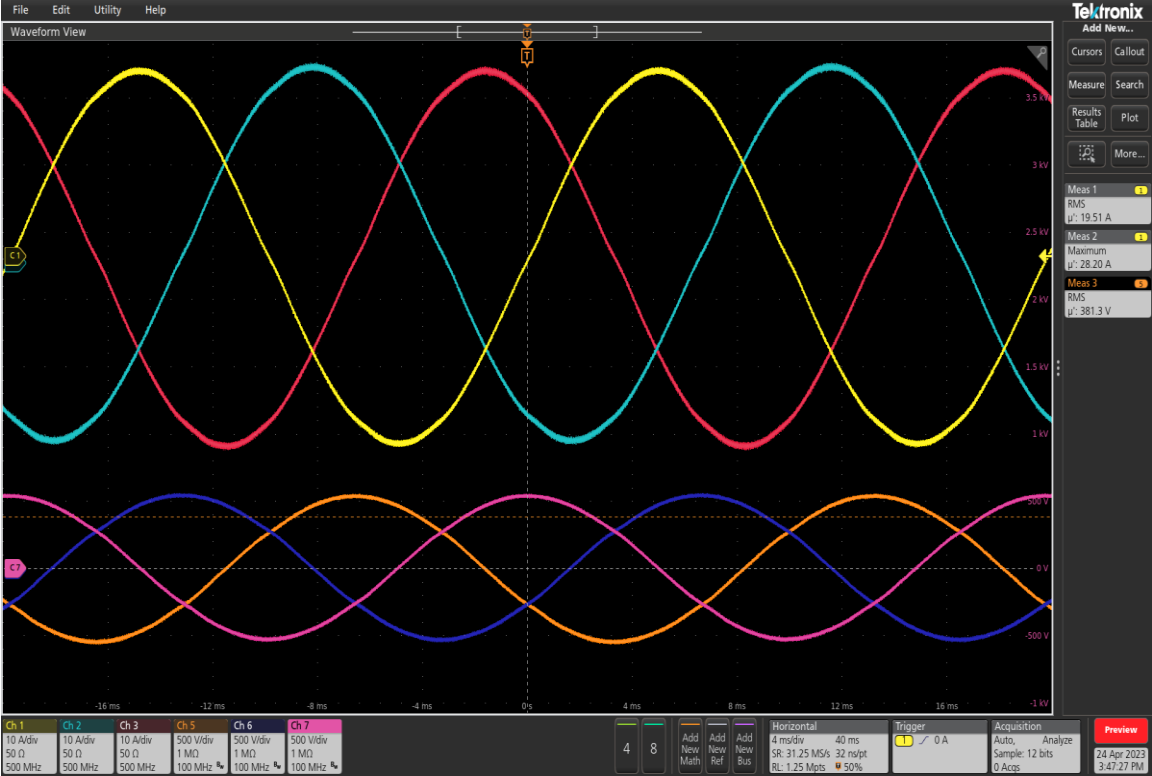 File Edit Utility Help
Tektronix
Waveform View
Add New...
T
T
Cursors Callout
Measure Search
Results Table Plot
More...
3.5 kV
3 kV
2.5 kV
2 kV
1.5 kV
1 kV
500 V
0 V
-500 V
-1 kV
C1
C7
Meas 1 1
RMS
µ': 19.51 A
Meas 2 1
Maximum
µ': 28.20 A
Meas 3 5
RMS
µ': 381.3 V
-16 ms -12 ms -8 ms -4 ms 0 s 4 ms 8 ms 12 ms 16 ms
Ch 1
10 A/div
50 Ω
500 MHz
Ch 2
10 A/div
50 Ω
500 MHz
Ch 3
10 A/div
50 Ω
500 MHz
Ch 5
500 V/div
1 MΩ
100 MHz Bw
Ch 6
500 V/div
1 MΩ
100 MHz Bw
Ch 7
500 V/div
1 MΩ
100 MHz Bw
4 8
Add
New
Math
Add
New
Ref
Add
New
Bus
Horizontal
4 ms/div 40 ms
SR: 31.25 MS/s 32 ns/pt
RL: 1.25 Mpts 50%
Trigger
1 0 A
Acquisition
Auto, Analyze
Sample: 12 bits
0 Acqs
Preview
24 Apr 2023
3:47:27 PM